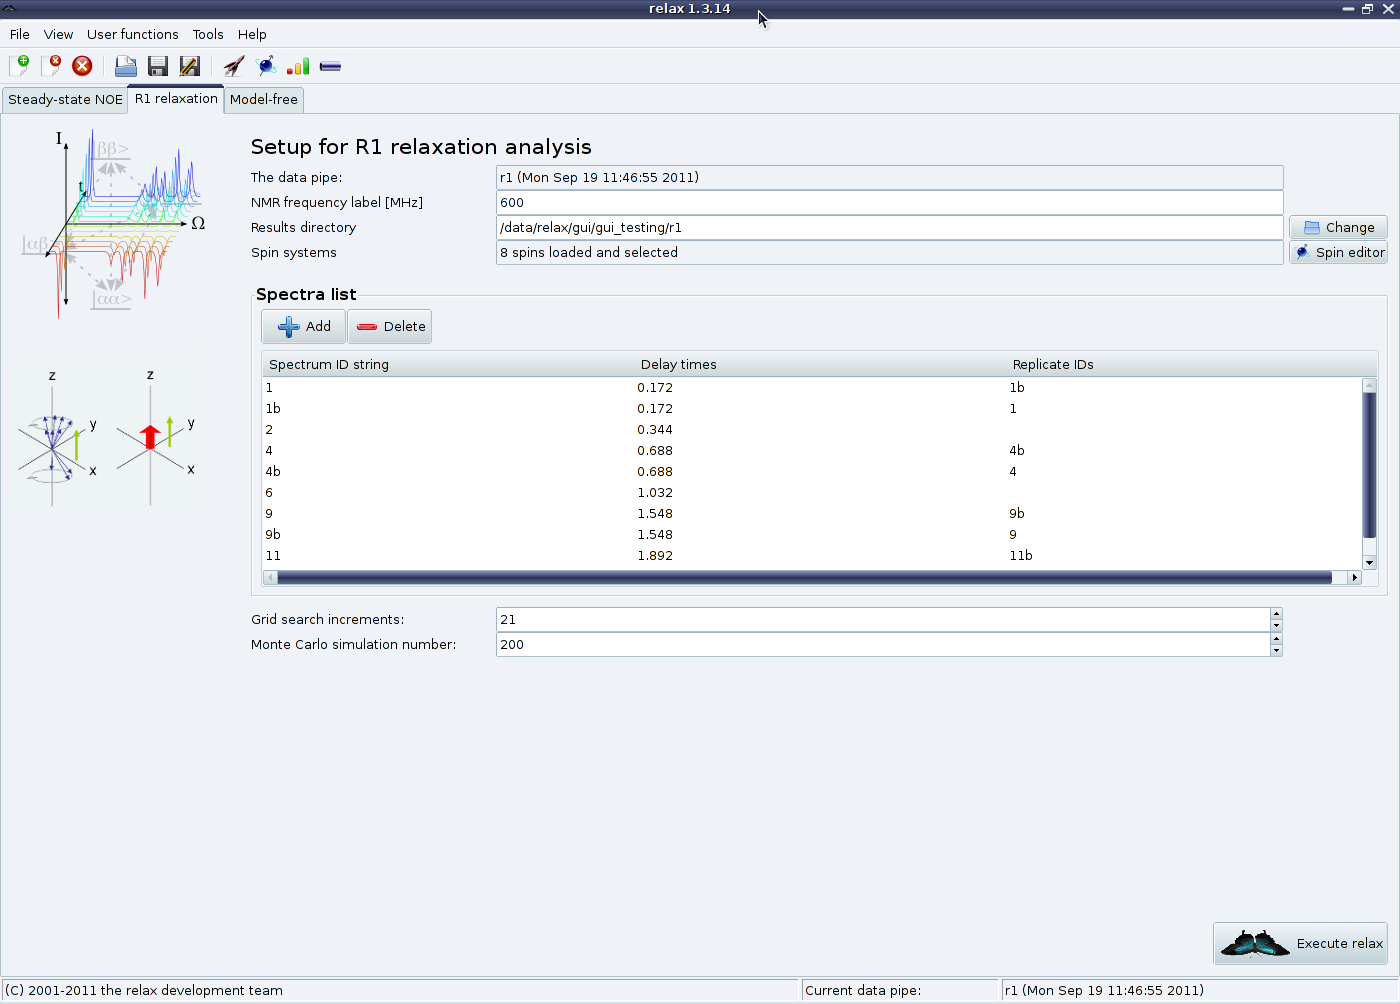 relax 1.3.14
File View User functions Tools Help
Steady-state NOE R1 relaxation Model-free
I
|ββ>
t
Ω
|αβ>
|αα>
z z
y y
x x
Setup for R1 relaxation analysis
The data pipe: r1 (Mon Sep 19 11:46:55 2011)
NMR frequency label [MHz] 600
Results directory /data/relax/gui/gui_testing/r1 Change
Spin systems 8 spins loaded and selected Spin editor
Spectra list
Add Delete
Spectrum ID string Delay times Replicate IDs
1 0.172 1b
1b 0.172 1
2 0.344
4 0.688 4b
4b 0.688 4
6 1.032
9 1.548 9b
9b 1.548 9
11 1.892 11b
Grid search increments: 21
Monte Carlo simulation number: 200
Execute relax
(C) 2001-2011 the relax development team Current data pipe: r1 (Mon Sep 19 11:46:55 2011)